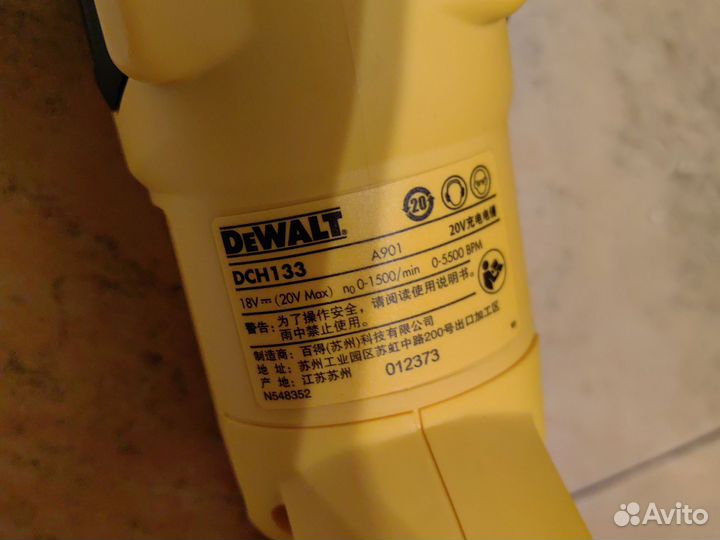 20
DEWALT®
A901
20V充电电锤
DCH133
18V⎓(20V Max) n₀ 0-1500/min 0-5500 BPM
警告: 为了操作安全，请阅读使用说明书。
雨中禁止使用。
制造商: 百得(苏州)科技有限公司
地 址: 苏州工业园区苏虹中路200号出口加工区
产 地: 江苏苏州
012373
N548352
Avito